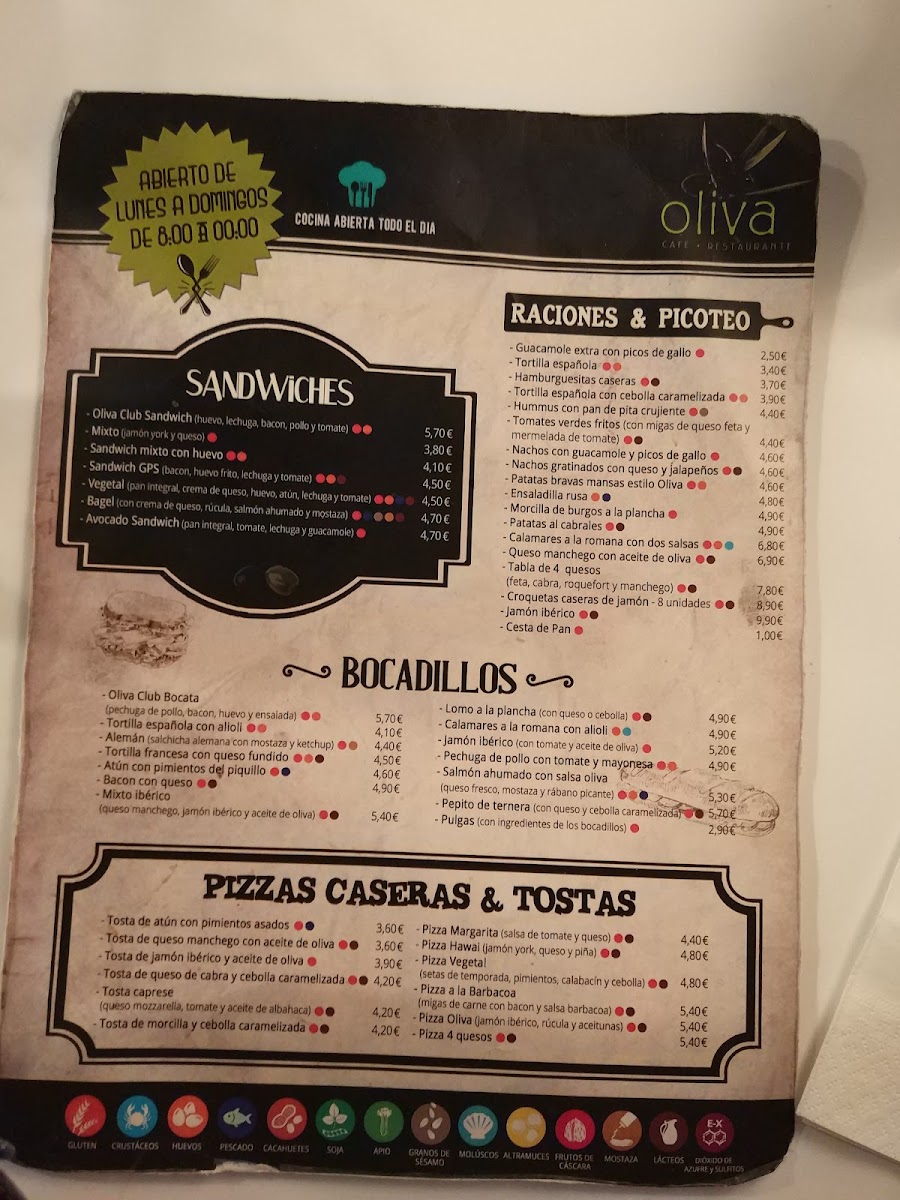 ABIERTO DE
LUNES A DOMINGOS
DE 8:00 A 00:00
COCINA ABIERTA TODO EL DIA
oliva
CAFÉ • RESTAURANTE
SANDWiCHES
- Oliva Club Sandwich (huevo, lechuga, bacon, pollo y tomate) 5,70€
- Mixto (jamón york y queso) 3,80€
- Sandwich mixto con huevo 4,10€
- Sandwich GPS (bacon, huevo frito, lechuga y tomate) 4,50€
- Vegetal (pan integral, crema de queso, huevo, atún, lechuga y tomate) 4,50€
- Bagel (con crema de queso, rúcula, salmón ahumado y mostaza) 4,70€
- Avocado Sandwich (pan integral, tomate, lechuga y guacamole) 4,70€
RACIONES & PICOTEO
- Guacamole extra con picos de gallo 2,50€
- Tortilla española 3,40€
- Hamburguesitas caseras 3,70€
- Tortilla española con cebolla caramelizada 3,90€
- Hummus con pan de pita crujiente 4,40€
- Tomates verdes fritos (con migas de queso feta y
mermelada de tomate) 4,40€
- Nachos con guacamole y picos de gallo 4,60€
- Nachos gratinados con queso y jalapeños 4,60€
- Patatas bravas mansas estilo Oliva 4,60€
- Ensaladilla rusa 4,80€
- Morcilla de burgos a la plancha 4,90€
- Patatas al cabrales 4,90€
- Calamares a la romana con dos salsas 6,80€
- Queso manchego con aceite de oliva 6,90€
- Tabla de 4 quesos
(feta, cabra, roquefort y manchego) 7,80€
- Croquetas caseras de jamón - 8 unidades 8,90€
- Jamón ibérico 9,90€
- Cesta de Pan 1,00€
BOCADILLOS
- Oliva Club Bocata
(pechuga de pollo, bacon, huevo y ensalada) 5,70€
- Tortilla española con alioli 4,10€
- Alemán (salchicha alemana con mostaza y ketchup) 4,40€
- Tortilla francesa con queso fundido 4,50€
- Atún con pimientos del piquillo 4,60€
- Bacon con queso 4,90€
- Mixto ibérico
(queso manchego, jamón ibérico y aceite de oliva) 5,40€
- Lomo a la plancha (con queso o cebolla) 4,90€
- Calamares a la romana con alioli 4,90€
- Jamón ibérico (con tomate y aceite de oliva) 5,20€
- Pechuga de pollo con tomate y mayonesa 4,90€
- Salmón ahumado con salsa oliva
(queso fresco, mostaza y rábano picante) 5,30€
- Pepito de ternera (con queso y cebolla caramelizada) 5,70€
- Pulgas (con ingredientes de los bocadillos) 2,90€
PIZZAS CASERAS & TOSTAS
- Tosta de atún con pimientos asados 3,60€
- Tosta de queso manchego con aceite de oliva 3,60€
- Tosta de jamón ibérico y aceite de oliva 3,90€
- Tosta de queso de cabra y cebolla caramelizada 4,20€
- Tosta caprese
(queso mozzarella, tomate y aceite de albahaca) 4,20€
- Tosta de morcilla y cebolla caramelizada 4,20€
- Pizza Margarita (salsa de tomate y queso) 4,40€
- Pizza Hawai (jamón york, queso y piña) 4,80€
- Pizza Vegetal
(setas de temporada, pimientos, calabacín y cebolla) 4,80€
- Pizza a la Barbacoa
(migas de carne con bacon y salsa barbacoa) 5,40€
- Pizza Oliva (jamón ibérico, rúcula y aceitunas) 5,40€
- Pizza 4 quesos 5,40€
E-X
GLUTEN CRUSTÁCEOS HUEVOS PESCADO CACAHUETES SOJA APIO GRANOS DE SÉSAMO MOLÚSCOS ALTRAMUCES FRUTOS DE CÁSCARA MOSTAZA LÁCTEOS DIÓXIDO DE AZUFRE y SULFITOS